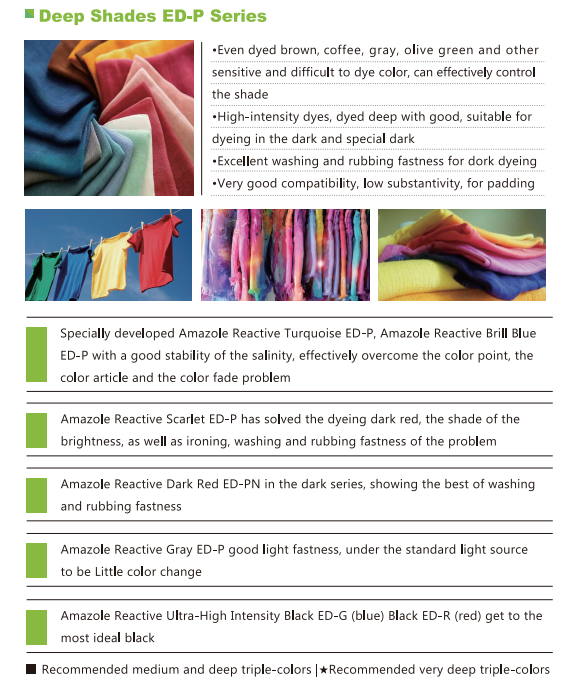 Deep Shades ED-P Series
•Even dyed brown, coffee, gray, olive green and other
sensitive and difficult to dye color, can effectively control
the shade
•High-intensity dyes, dyed deep with good, suitable for
dyeing in the dark and special dark
•Excellent washing and rubbing fastness for dork dyeing
•Very good compatibility, low substantivity, for padding
Specially developed Amazole Reactive Turquoise ED-P, Amazole Reactive Brill Blue
ED-P with a good stability of the salinity, effectively overcome the color point, the
color article and the color fade problem
Amazole Reactive Scarlet ED-P has solved the dyeing dark red, the shade of the
brightness, as well as ironing, washing and rubbing fastness of the problem
Amazole Reactive Dark Red ED-PN in the dark series, showing the best of washing
and rubbing fastness
Amazole Reactive Gray ED-P good light fastness, under the standard light source
to be Little color change
Amazole Reactive Ultra-High Intensity Black ED-G (blue) Black ED-R (red) get to the
most ideal black
■ Recommended medium and deep triple-colors |★Recommended very deep triple-colors